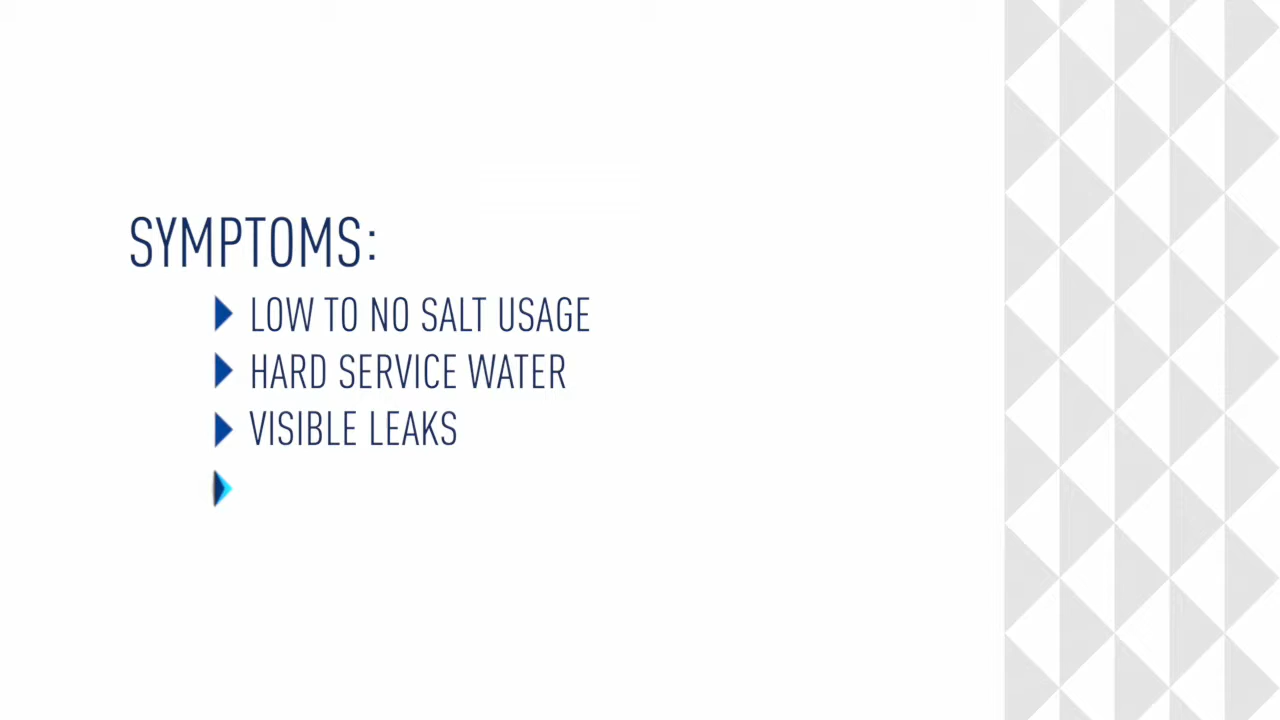 SYMPTOMS:
LOW TO NO SALT USAGE
HARD SERVICE WATER
VISIBLE LEAKS